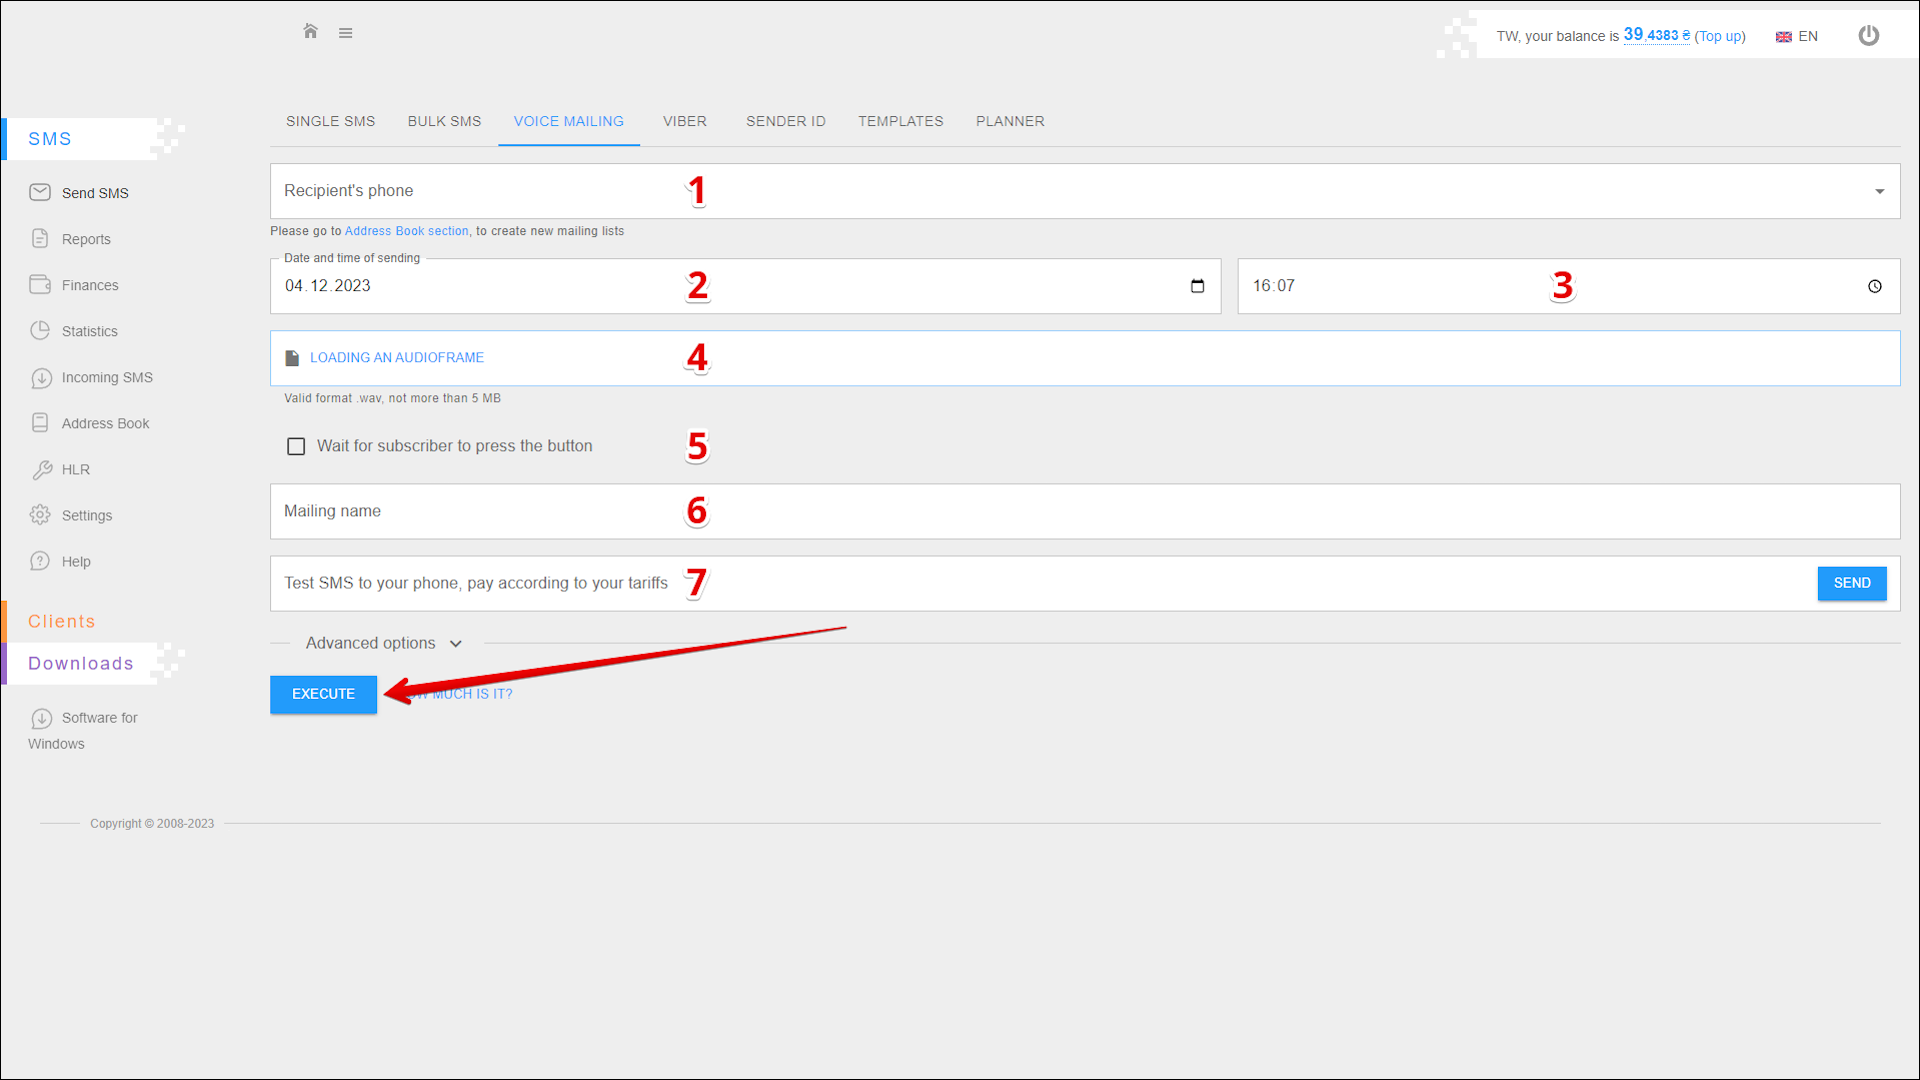 TW, your balance is 39,4383 ₴ (Top up)
EN
SMS
Send SMS
Reports
Finances
Statistics
Incoming SMS
Address Book
HLR
Settings
Help
Clients
Downloads
Software for
Windows
SINGLE SMS
BULK SMS
VOICE MAILING
VIBER
SENDER ID
TEMPLATES
PLANNER
Recipient's phone
1
Please go to Address Book section, to create new mailing lists
Date and time of sending
04.12.2023
2
16:07
3
LOADING AN AUDIOFRAME
4
Valid format .wav, not more than 5 MB
Wait for subscriber to press the button
5
Mailing name
6
Test SMS to your phone, pay according to your tariffs
7
SEND
Advanced options
EXECUTE
MUCH IS IT?
Copyright © 2008-2023